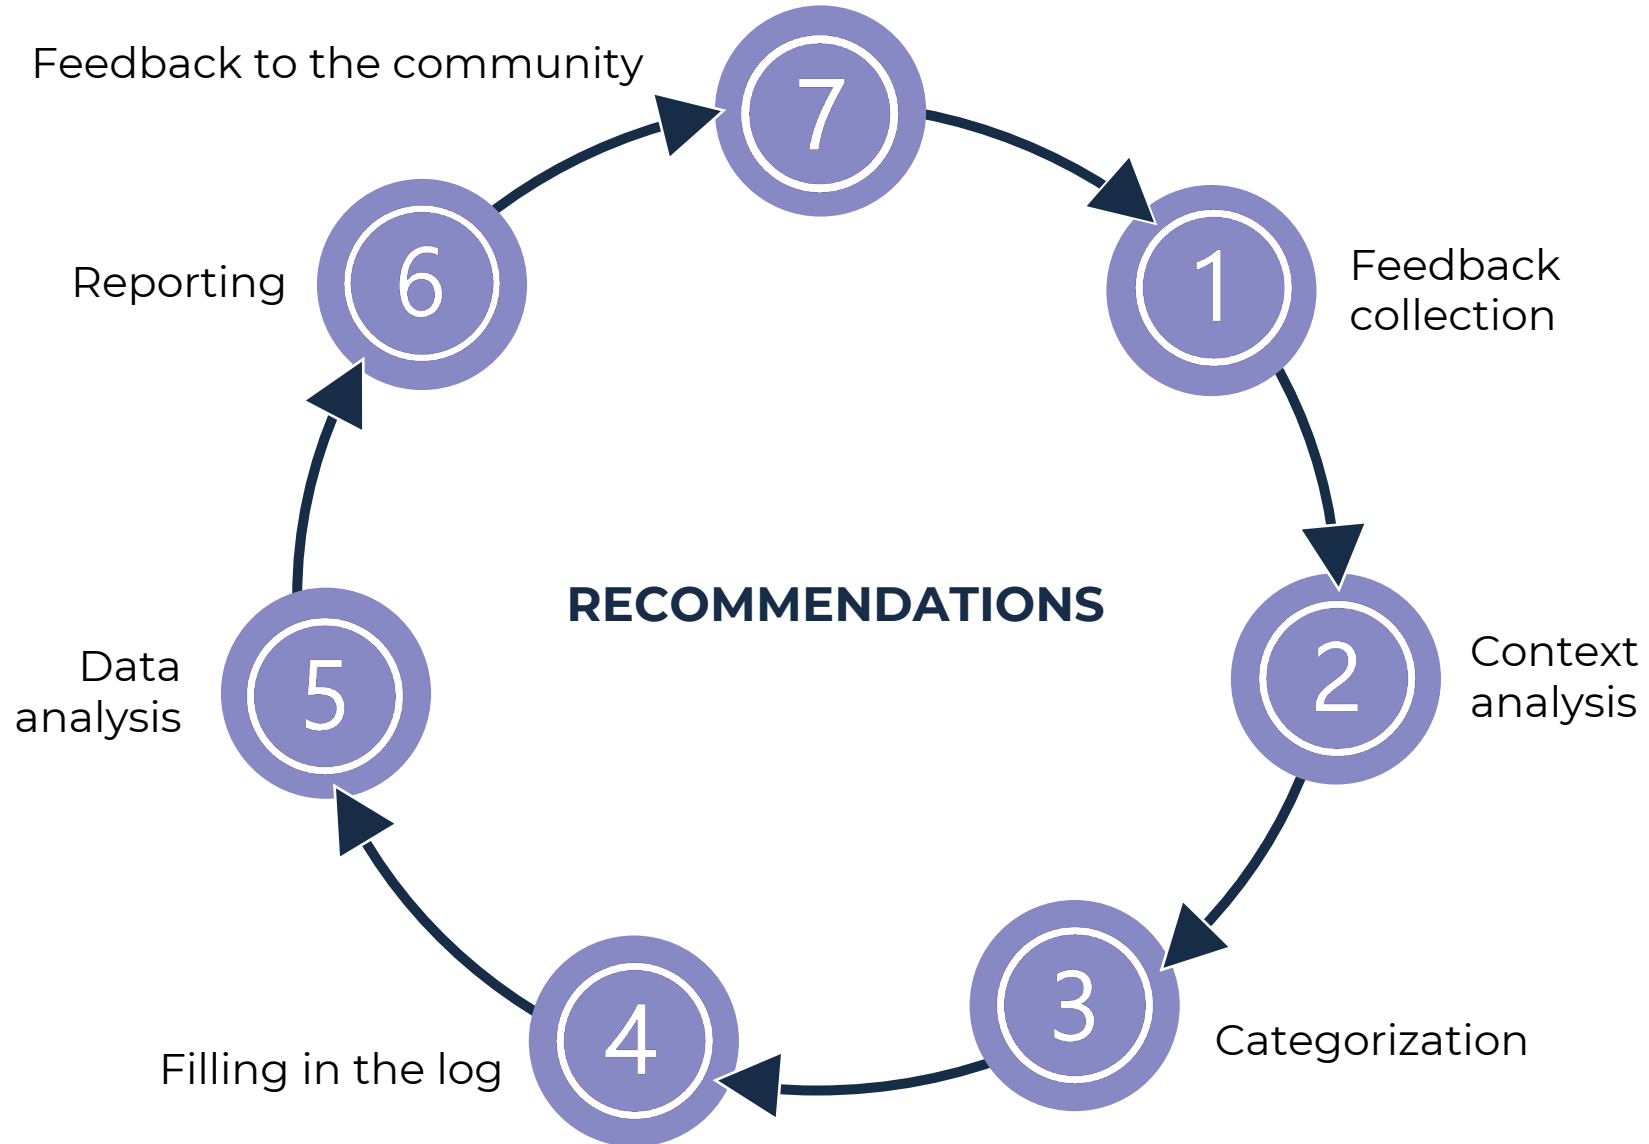 Feedback to the community
7
1
Feedback
collection
2
Context
analysis
3
Categorization
4
Filling in the log
5
Data
analysis
6
Reporting
RECOMMENDATIONS